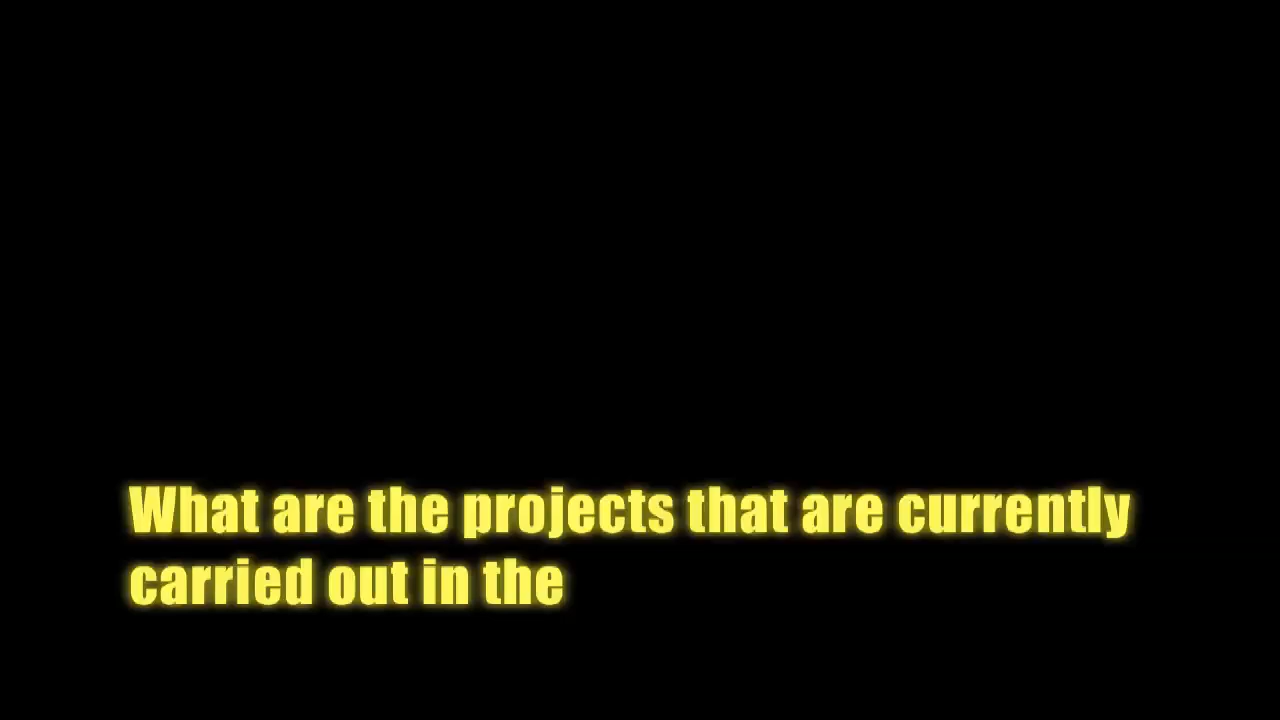 What are the projects that are currently
carried out in the